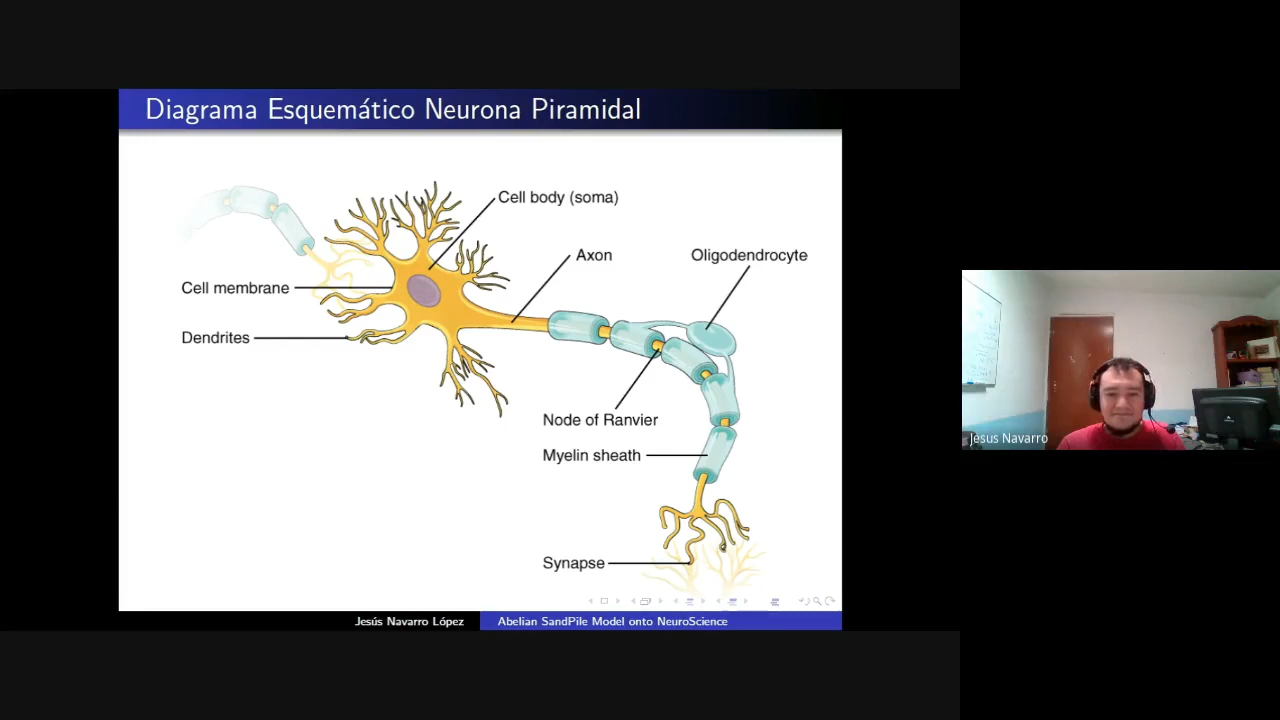 Diagrama Esquemático Neurona Piramidal
Cell body (soma)
Axon
Oligodendrocyte
Cell membrane
Dendrites
Node of Ranvier
Myelin sheath
Synapse
Jesús Navarro López
Abelian SandPile Model onto NeuroScience
Jesus Navarro